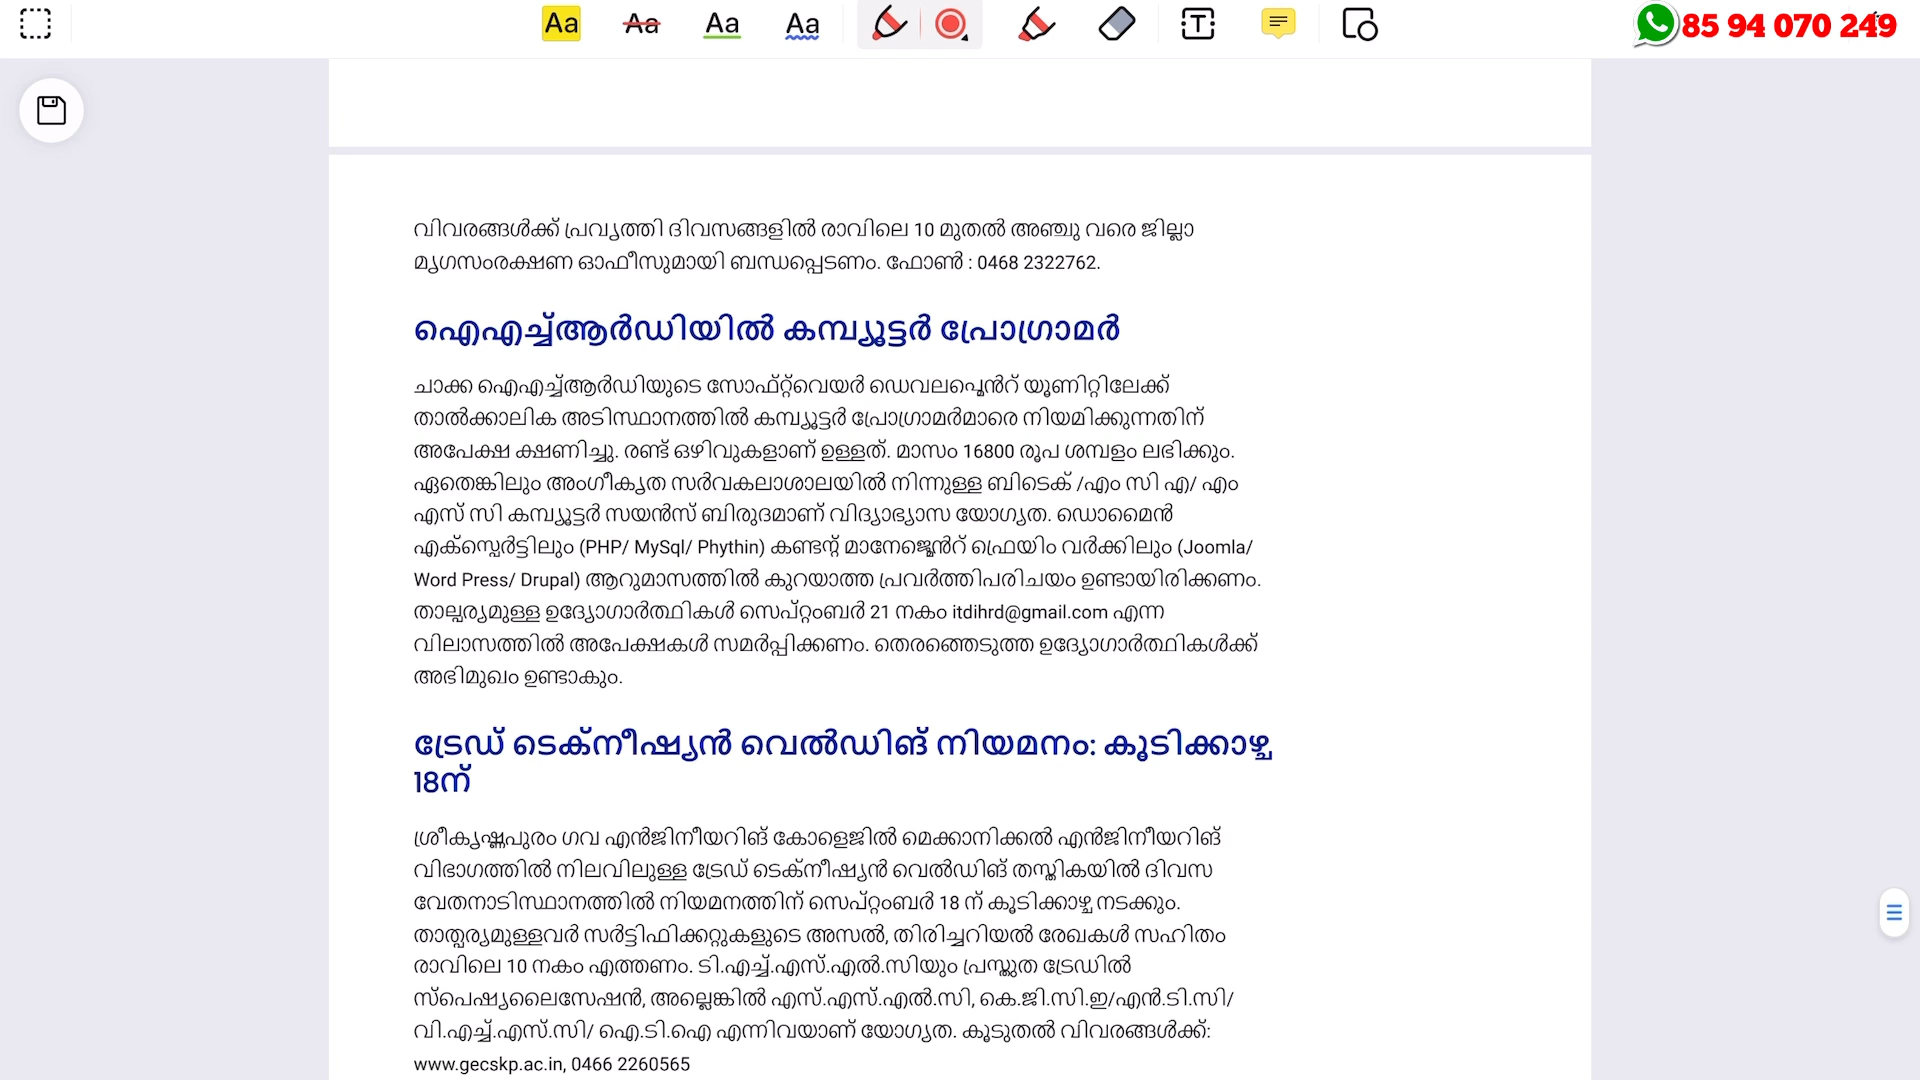 Aa Aa Aa Aa T
85 94 070 249
വിവരങ്ങൾക്ക് പ്രവൃത്തി ദിവസങ്ങളിൽ രാവിലെ 10 മുതൽ അഞ്ചു വരെ ജില്ലാ
മൃഗസംരക്ഷണ ഓഫീസുമായി ബന്ധപ്പെടണം. ഫോൺ : 0468 2322762.
ഐഎച്ച്ആർഡിയിൽ കമ്പ്യൂട്ടർ പ്രോഗ്രാമർ
ചാക്ക ഐഎച്ച്ആർഡിയുടെ സോഫ്റ്റ്‌വെയർ ഡെവലപ്മെൻറ് യൂണിറ്റിലേക്ക്
താൽക്കാലിക അടിസ്ഥാനത്തിൽ കമ്പ്യൂട്ടർ പ്രോഗ്രാമർമാരെ നിയമിക്കുന്നതിന്
അപേക്ഷ ക്ഷണിച്ചു. രണ്ട് ഒഴിവുകളാണ് ഉള്ളത്. മാസം 16800 രൂപ ശമ്പളം ലഭിക്കും.
ഏതെങ്കിലും അംഗീകൃത സർവകലാശാലയിൽ നിന്നുള്ള ബിടെക് /എം സി എ/ എം
എസ് സി കമ്പ്യൂട്ടർ സയൻസ് ബിരുദമാണ് വിദ്യാഭ്യാസ യോഗ്യത. ഡൊമൈൻ
എക്സ്പെർട്ടിലും (PHP/ MySql/ Phythin) കണ്ടന്റ് മാനേജ്മെൻറ് ഫ്രെയിം വർക്കിലും (Joomla/
Word Press/ Drupal) ആറുമാസത്തിൽ കുറയാത്ത പ്രവർത്തിപരിചയം ഉണ്ടായിരിക്കണം.
താല്പര്യമുള്ള ഉദ്യോഗാർത്ഥികൾ സെപ്റ്റംബർ 21 നകം itdihrd@gmail.com എന്ന
വിലാസത്തിൽ അപേക്ഷകൾ സമർപ്പിക്കണം. തെരഞ്ഞെടുത്ത ഉദ്യോഗാർത്ഥികൾക്ക്
അഭിമുഖം ഉണ്ടാകും.
ട്രേഡ് ടെക്നീഷ്യൻ വെൽഡിങ് നിയമനം: കൂടിക്കാഴ്ച
18ന്
ശ്രീകൃഷ്ണപുരം ഗവ എൻജിനീയറിങ് കോളെജിൽ മെക്കാനിക്കൽ എൻജിനീയറിങ്
വിഭാഗത്തിൽ നിലവിലുള്ള ട്രേഡ് ടെക്നീഷ്യൻ വെൽഡിങ് തസ്തികയിൽ ദിവസ
വേതനാടിസ്ഥാനത്തിൽ നിയമനത്തിന് സെപ്റ്റംബർ 18 ന് കൂടിക്കാഴ്ച നടക്കും.
താത്പര്യമുള്ളവർ സർട്ടിഫിക്കറ്റുകളുടെ അസൽ, തിരിച്ചറിയൽ രേഖകൾ സഹിതം
രാവിലെ 10 നകം എത്തണം. ടി.എച്ച്.എസ്.എൽ.സിയും പ്രസ്തുത ട്രേഡിൽ
സ്പെഷ്യലൈസേഷൻ, അല്ലെങ്കിൽ എസ്.എസ്.എൽ.സി, കെ.ജി.സി.ഇ/എൻ.ടി.സി/
വി.എച്ച്.എസ്.സി/ ഐ.ടി.ഐ എന്നിവയാണ് യോഗ്യത. കൂടുതൽ വിവരങ്ങൾക്ക്:
www.gecskp.ac.in, 0466 2260565